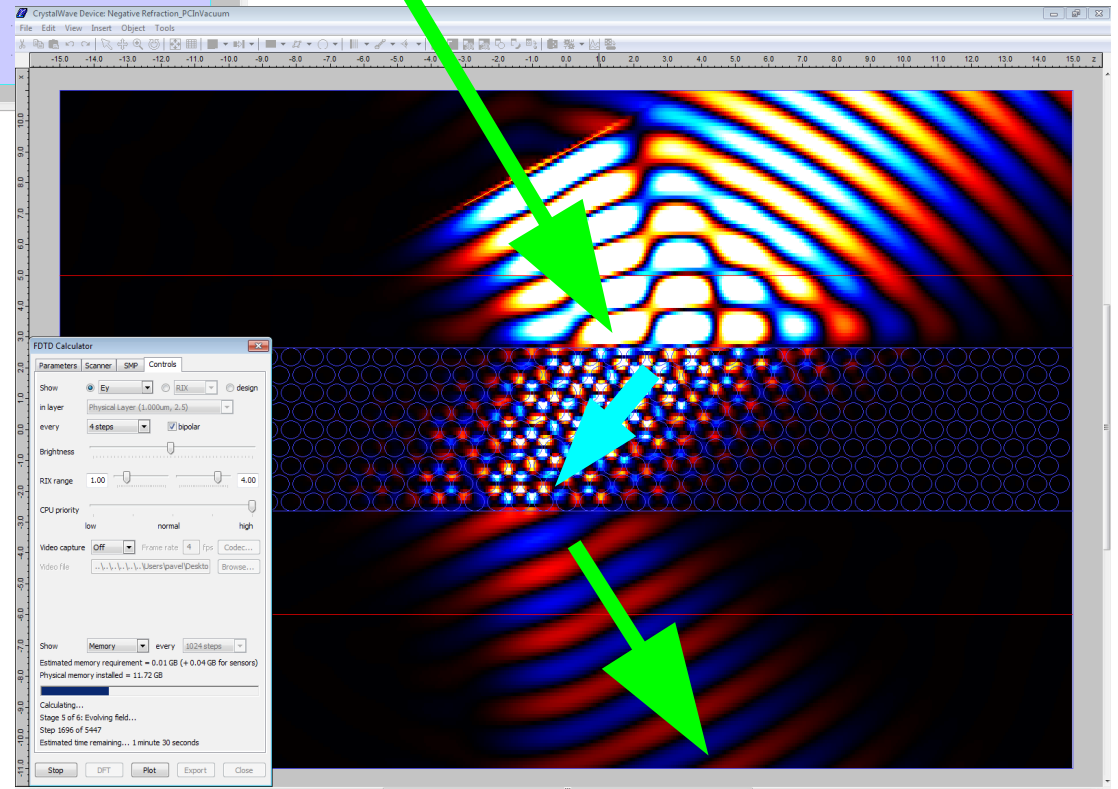 CrystalWave Device: Negative Refraction_PCInVacuum
File Edit View Insert Object Tools
-15.0 -14.0 -13.0 -12.0 -11.0 -10.0 -9.0 -8.0 -7.0 -6.0 -5.0 -4.0 -3.0 -2.0 -1.0 0.0 1.0 2.0 3.0 4.0 5.0 6.0 7.0 8.0 9.0 10.0 11.0 12.0 13.0 14.0 15.0 z
x
10.0
9.0
8.0
7.0
6.0
5.0
4.0
3.0
2.0
1.0
0.0
-1.0
-2.0
-3.0
-4.0
-5.0
-6.0
-7.0
-8.0
-9.0
-10.0
-11.0
FDTD Calculator
Parameters Scanner SMP Controls
Show Ey RIX design
in layer Physical Layer (1.000um, 2.5)
every 4 steps bipolar
Brightness
RIX range 1.00 4.00
CPU priority
low normal high
Video capture Off Frame rate 4 fps Codec...
Video file ..\..\..\..\..\Users\pavel\Deskto Browse...
Show Memory every 1024 steps
Estimated memory requirement = 0.01 GB (+ 0.04 GB for sensors)
Physical memory installed = 11.72 GB
Calculating...
Stage 5 of 6: Evolving field...
Step 1696 of 5447
Estimated time remaining... 1 minute 30 seconds
Stop DFT Plot Export Close